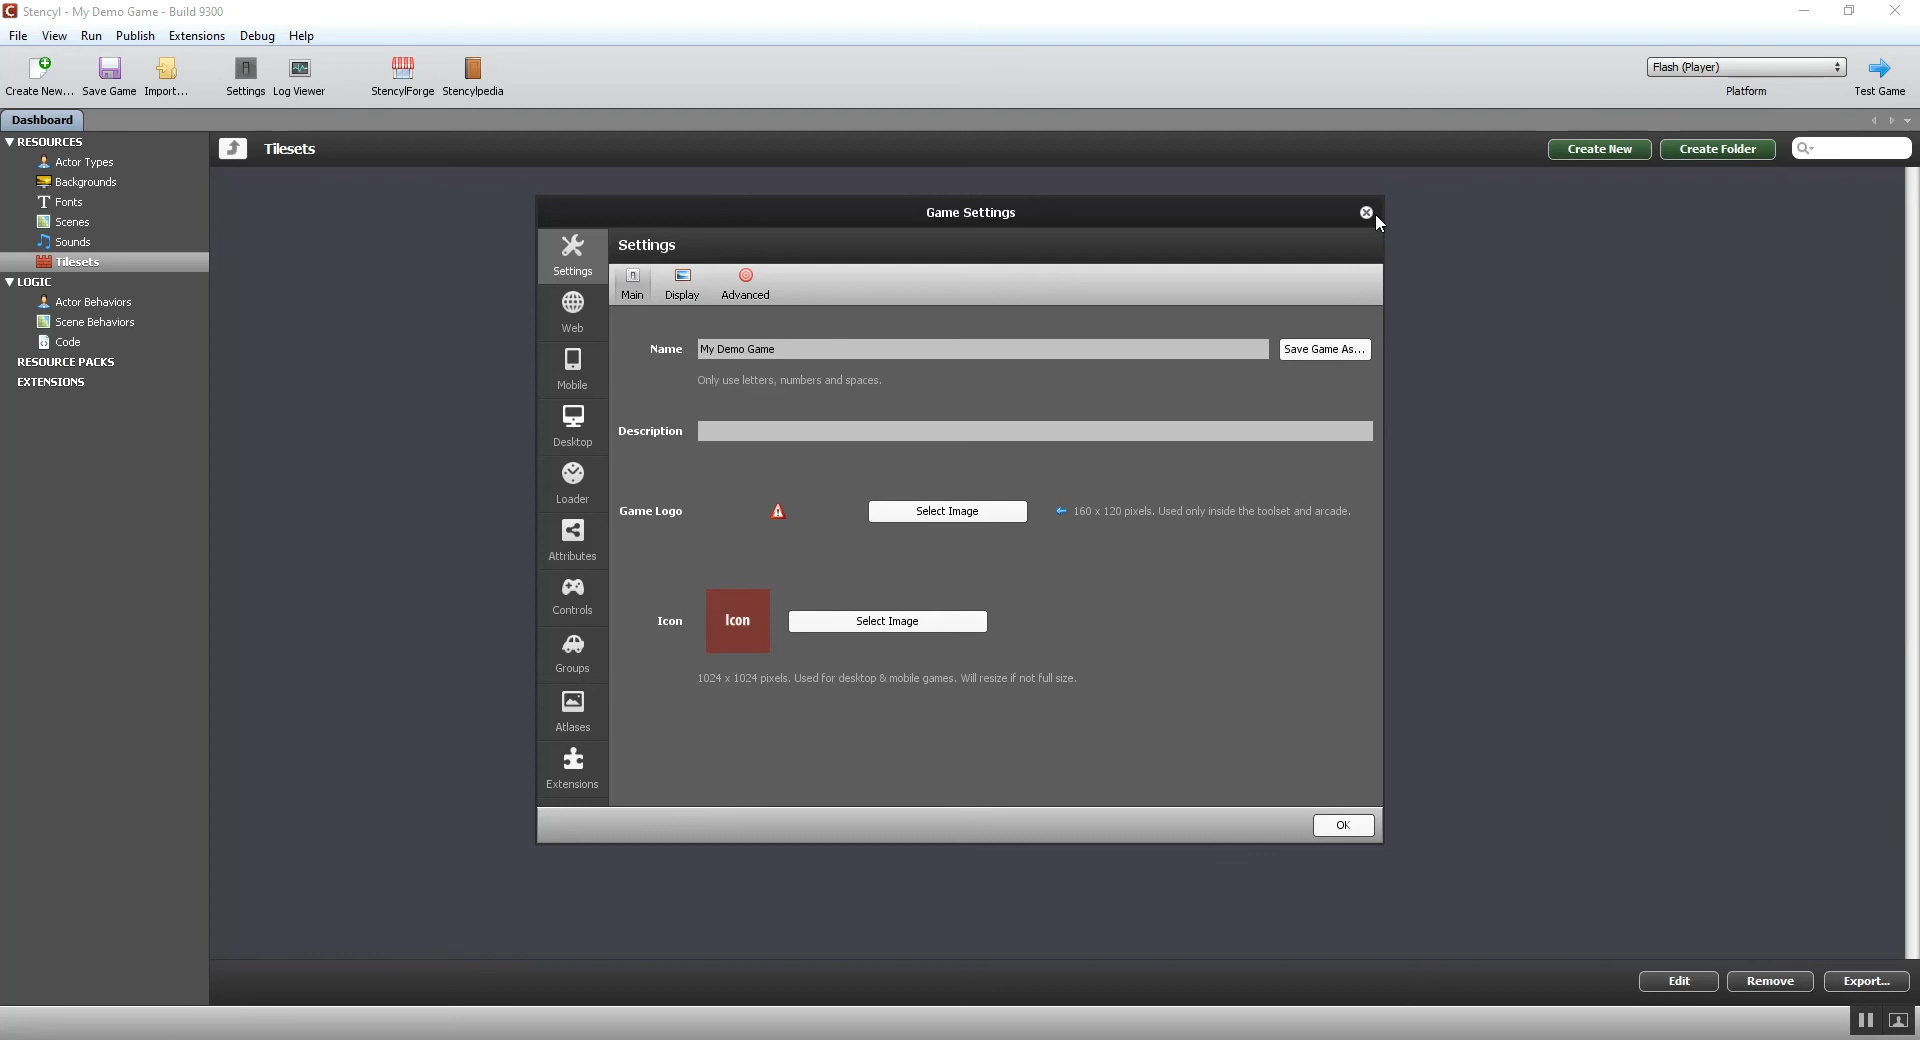 Stencyl - My Demo Game - Build 9300
File View Run Publish Extensions Debug Help
Create New... Save Game Import... Settings Log Viewer StencylForge Stencylpedia
Flash (Player)
Platform
Test Game
Dashboard
RESOURCES
Actor Types
Backgrounds
Fonts
Scenes
Sounds
Tilesets
LOGIC
Actor Behaviors
Scene Behaviors
Code
RESOURCE PACKS
EXTENSIONS
Tilesets
Create New Create Folder
Game Settings
Settings
Web
Mobile
Desktop
Loader
Attributes
Controls
Groups
Atlases
Extensions
Settings
Main Display Advanced
Name My Demo Game Save Game As...
Only use letters, numbers and spaces.
Description
Game Logo Select Image 160 x 120 pixels. Used only inside the toolset and arcade.
Icon Icon Select Image
1024 x 1024 pixels. Used for desktop & mobile games. Will resize if not full size.
OK
Edit Remove Export...